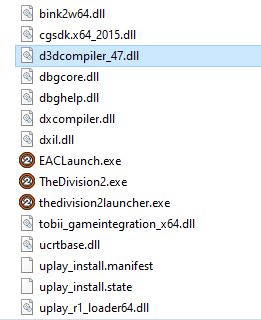 bink2w64.dll
cgsdk.x64_2015.dll
d3dcompiler_47.dll
dbgcore.dll
dbghelp.dll
dxcompiler.dll
dxil.dll
EACLaunch.exe
TheDivision2.exe
thedivision2launcher.exe
tobii_gameintegration_x64.dll
ucrtbase.dll
uplay_install.manifest
uplay_install.state
uplay_r1_loader64.dll